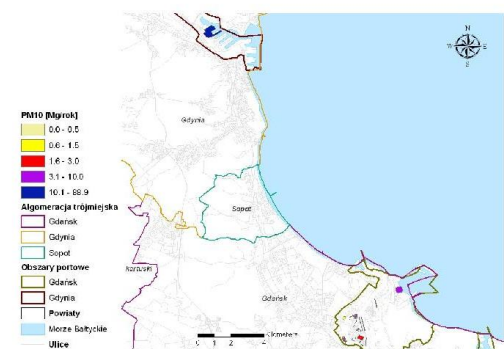 PM10 [Mg/rok]
0.0 - 0.5
0.6 - 1.5
1.6 - 3.0
3.1 - 10.0
10.1 - 88.9
Algomeracja trójmiejska
Gdańsk
Gdynia
Sopot
Obszary portowe
Gdańsk
Gdynia
Powiaty
Morze Bałtyckie
Ulice
Gdynia
Sopot
kartuski
Gdańsk
N
W E
S
Kilometers
0 1 2 4